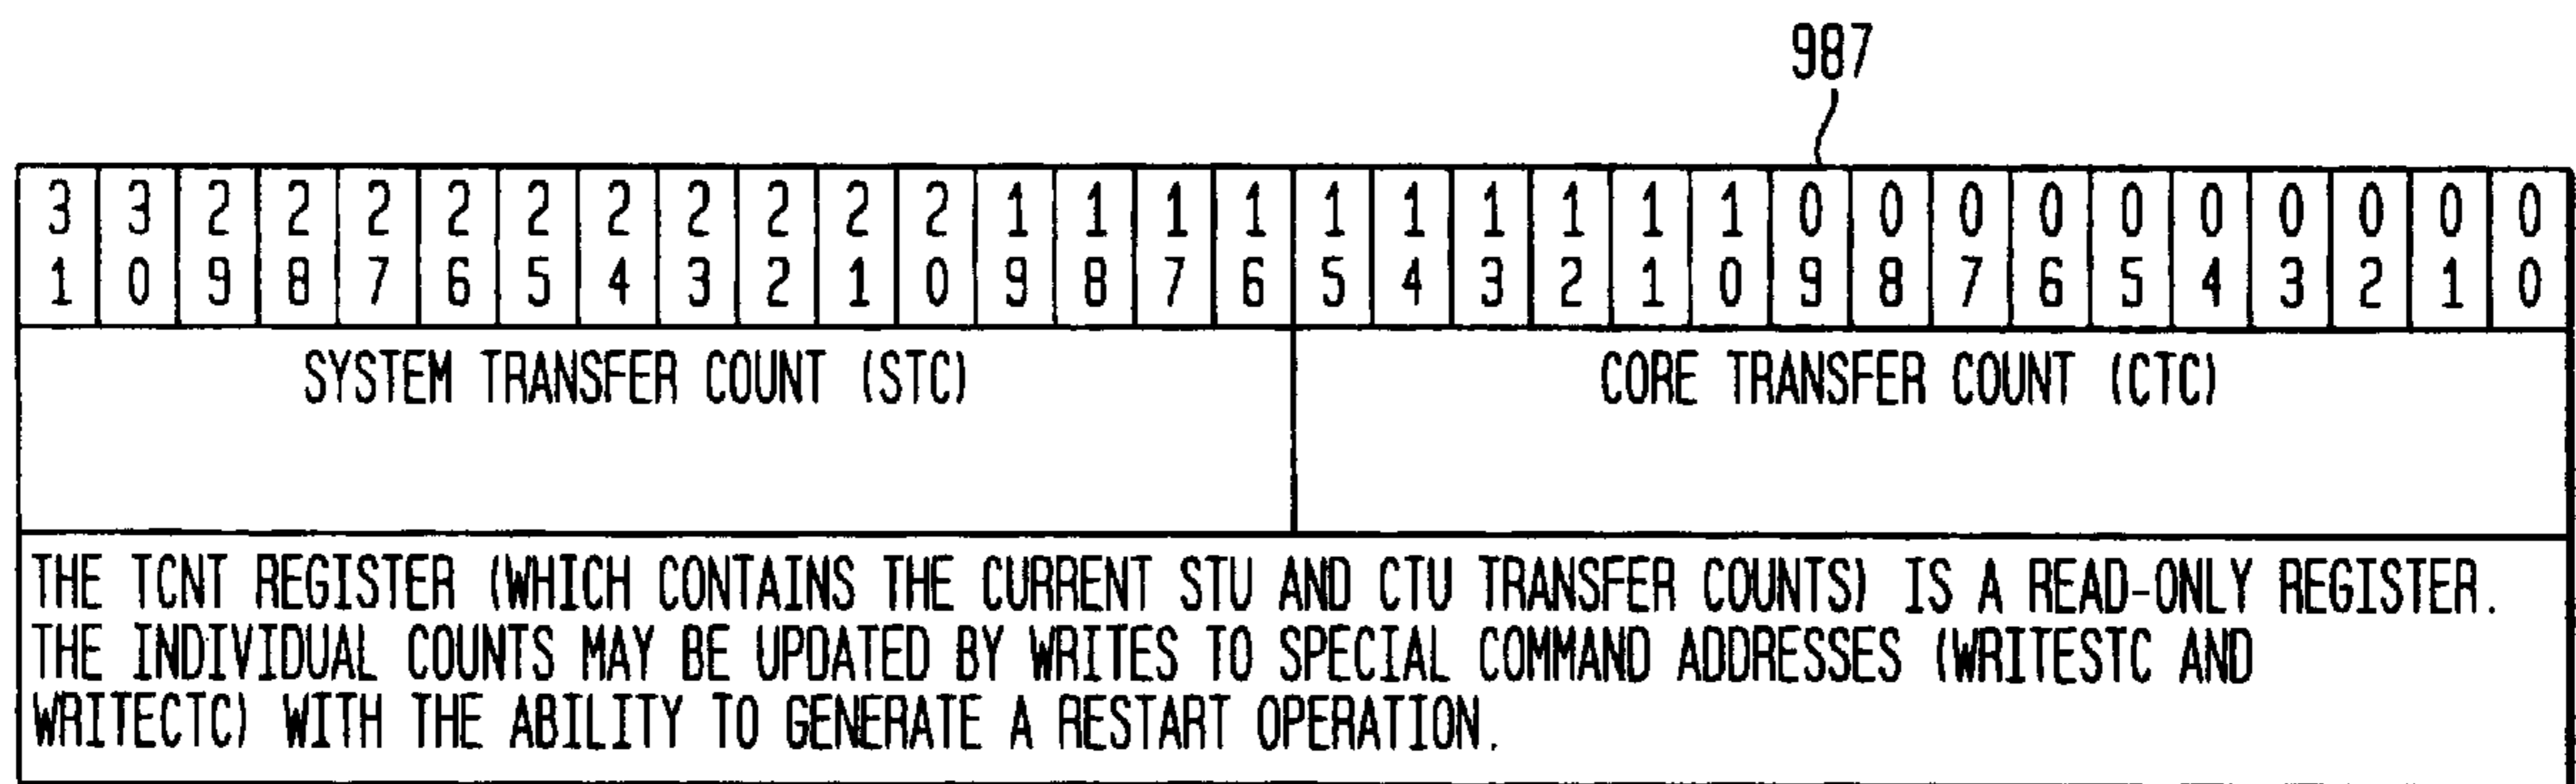 987
3 3 2 2 2 2 2 2 2 2 2 2 1 1 1 1 1 1 1 1 1 1 0 0 0 0 0 0 0 0 0 0
1 0 9 8 7 6 5 4 3 2 1 0 9 8 7 6 5 4 3 2 1 0 9 8 7 6 5 4 3 2 1 0
SYSTEM TRANSFER COUNT (STC) CORE TRANSFER COUNT (CTC)
THE TCNT REGISTER (WHICH CONTAINS THE CURRENT STU AND CTU TRANSFER COUNTS) IS A READ-ONLY REGISTER.
THE INDIVIDUAL COUNTS MAY BE UPDATED BY WRITES TO SPECIAL COMMAND ADDRESSES (WRITESTC AND
WRITECTC) WITH THE ABILITY TO GENERATE A RESTART OPERATION.